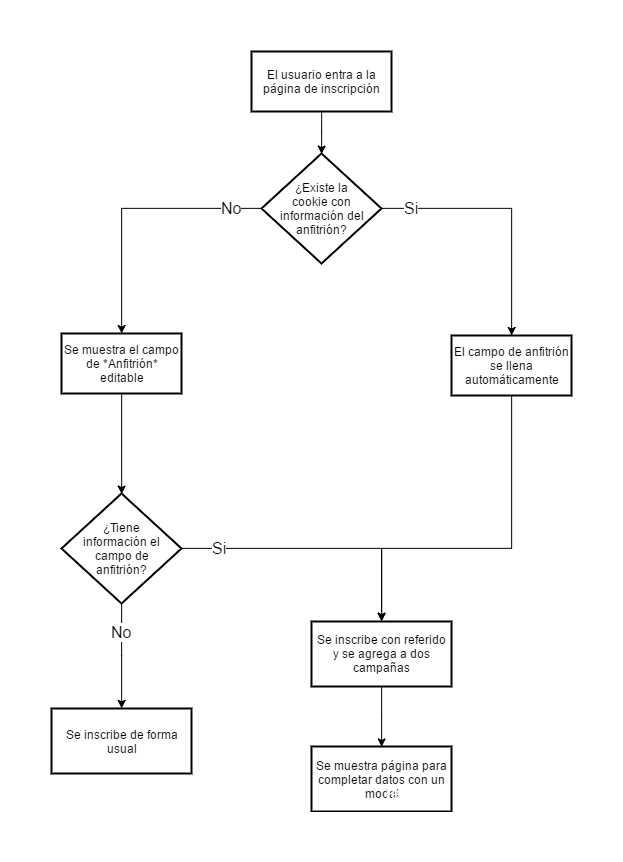 El usuario entra a la
página de inscripción
¿Existe la
cookie con
información del
anfitrión?
No
Si
Se muestra el campo
de *Anfitrión*
editable
El campo de anfitrión
se llena
automáticamente
¿Tiene
información el
campo de
anfitrión?
Si
No
Se inscribe con referido
y se agrega a dos
campañas
Se inscribe de forma
usual
Se muestra página para
completar datos con un